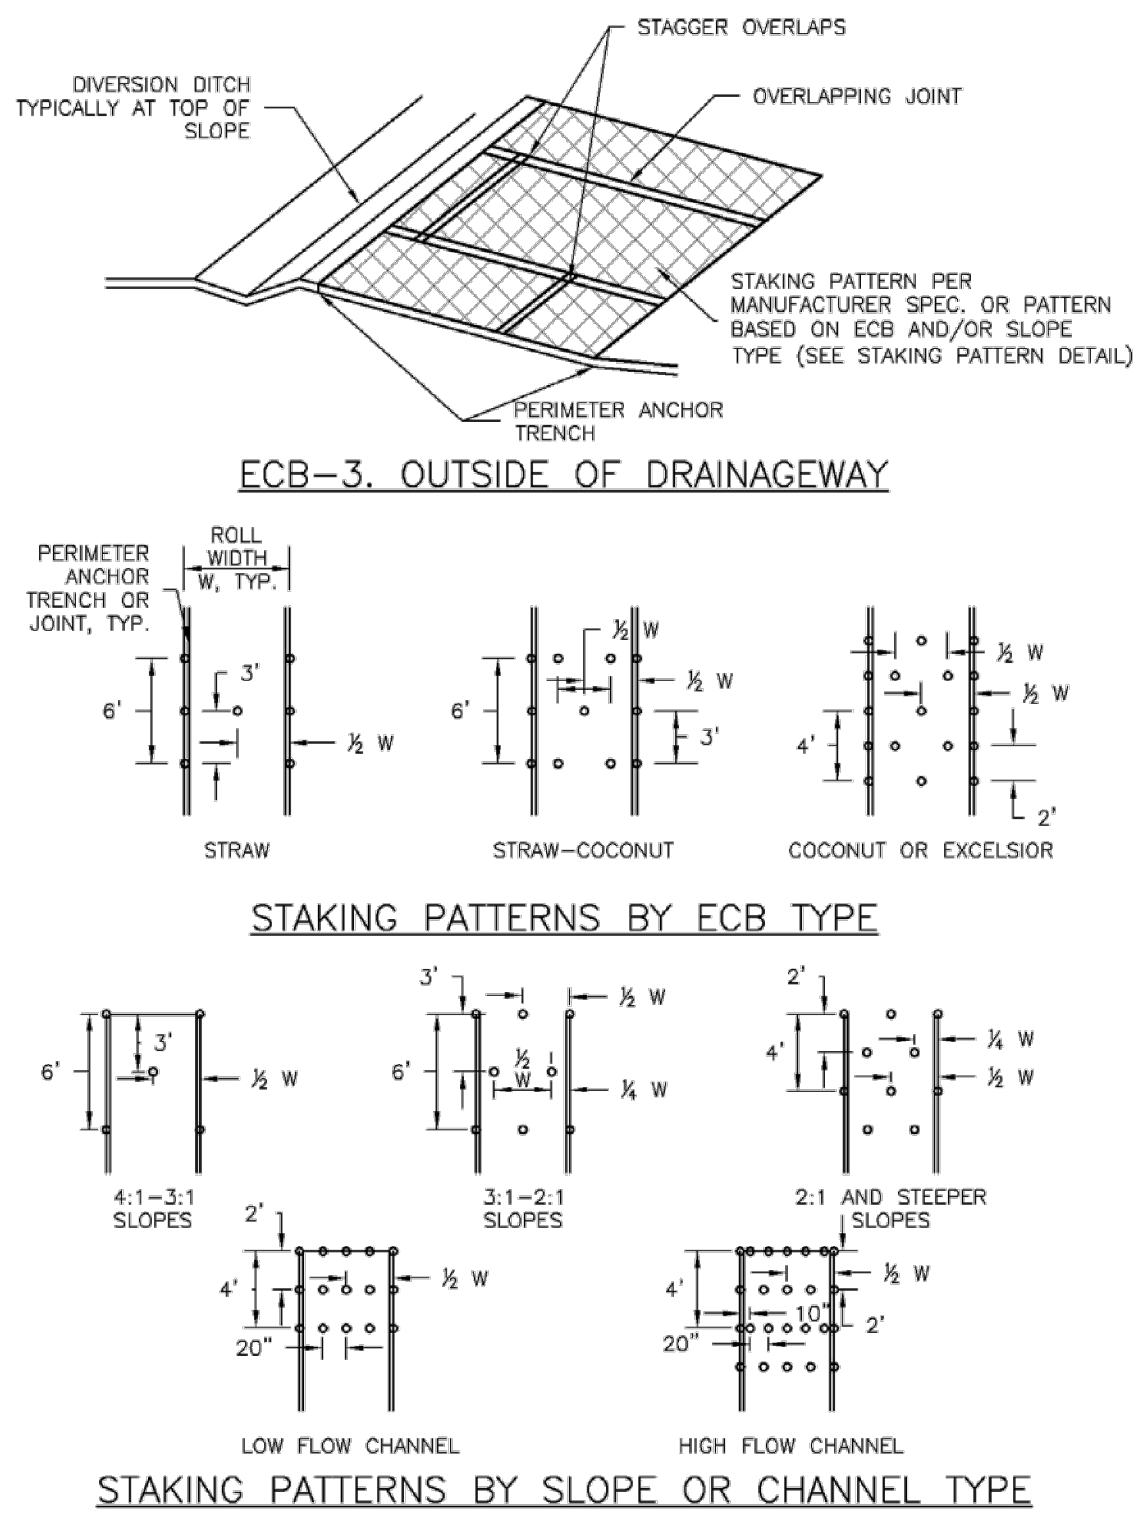 STAGGER OVERLAPS
DIVERSION DITCH
TYPICALLY AT TOP OF
SLOPE
OVERLAPPING JOINT
STAKING PATTERN PER
MANUFACTURER SPEC. OR PATTERN
BASED ON ECB AND/OR SLOPE
TYPE (SEE STAKING PATTERN DETAIL)
PERIMETER ANCHOR
TRENCH
ECB-3. OUTSIDE OF DRAINAGEWAY
PERIMETER
ANCHOR
TRENCH OR
JOINT, TYP.
ROLL
WIDTH
W, TYP.
3'
6'
½ W
STRAW
½ W
½ W
6'
3'
STRAW-COCONUT
½ W
½ W
4'
2'
COCONUT OR EXCELSIOR
STAKING PATTERNS BY ECB TYPE
3'
6'
½ W
4:1-3:1
SLOPES
3'
½ W
6'
½
W
¼ W
3:1-2:1
SLOPES
2'
4'
¼ W
½ W
2:1 AND STEEPER
SLOPES
2'
4'
½ W
20"
LOW FLOW CHANNEL
4'
½ W
10"
2'
20"
HIGH FLOW CHANNEL
STAKING PATTERNS BY SLOPE OR CHANNEL TYPE